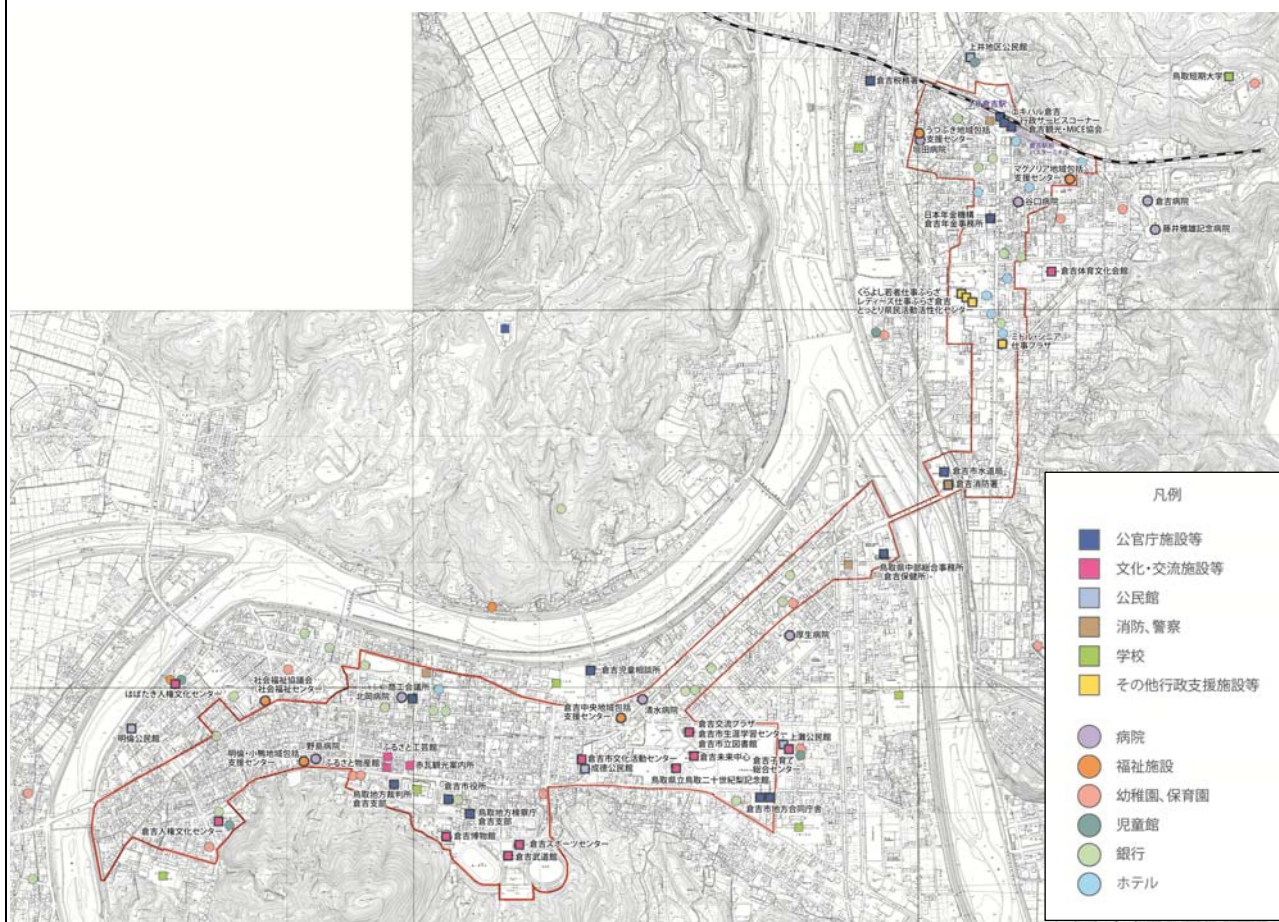 上井地区公民館
倉吉税務署
鳥取短期大学
エキパル倉吉
行政サービスコーナー
倉吉観光・MICE協会
うつぶき地域包括
支援センター
垣田病院
マグノリア地域包括
支援センター
谷口病院
倉吉病院
日本年金機構
倉吉年金事務所
藤井雅雄記念病院
倉吉体育文化会館
くらよし若者仕事ぷらざ
レディーズ仕事ぷらざ倉吉
とっとり県民活動活性化センター
ミドル・シニア
仕事プラザ
倉吉市水道局
倉吉消防署
鳥取県中部総合事務所
(倉吉保健所)
厚生病院
倉吉児童相談所
社会福祉協議会
社会福祉センター
はばたき人権文化センター
商工会議所
北岡病院
清水病院
倉吉中央地域包括
支援センター
明倫公民館
倉吉交流プラザ
倉吉市生涯学習センター
倉吉市立図書館
上灘公民館
倉吉子育て
総合センター
倉吉未来中心
鳥取県立鳥取二十世紀梨記念館
倉吉市文化活動センター
成徳公民館
野島病院
明倫・小鴨地域包括
支援センター
ふるさと工芸館
ふるさと物産館
赤瓦観光案内所
鳥取地方裁判所
倉吉支部
倉吉市役所
鳥取地方検察庁
倉吉支部
倉吉市地方合同庁舎
倉吉人権文化センター
倉吉博物館
倉吉スポーツセンター
倉吉武道館
凡例
公官庁施設等
文化・交流施設等
公民館
消防、警察
学校
その他行政支援施設等
病院
福祉施設
幼稚園、保育園
児童館
銀行
ホテル